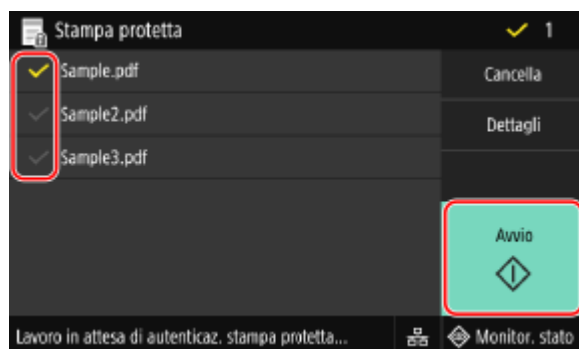 Stampa protetta
1
Sample.pdf
Cancella
Sample2.pdf
Dettagli
Sample3.pdf
Avvio
Lavoro in attesa di autenticaz. stampa protetta...
Monitor. stato